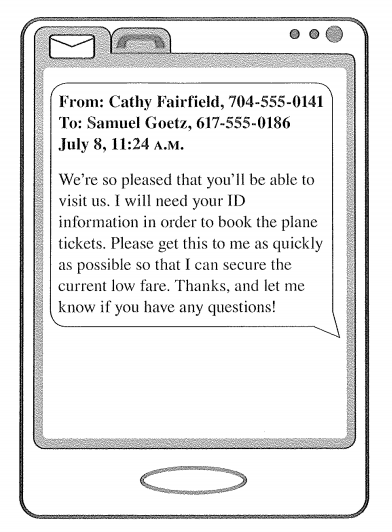 From: Cathy Fairfield, 704-555-0141
To: Samuel Goetz, 617-555-0186
July 8, 11:24 A.M.
We're so pleased that you'll be able to
visit us. I will need your ID
information in order to book the plane
tickets. Please get this to me as quickly
as possible so that I can secure the
current low fare. Thanks, and let me
know if you have any questions!